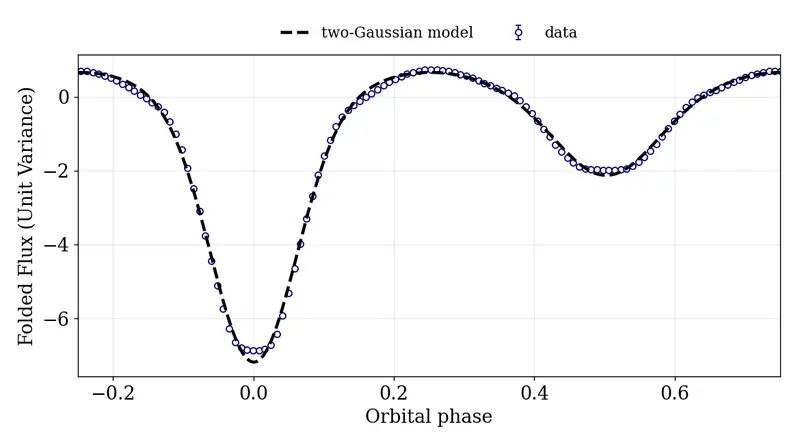 two-Gaussian model
data
Folded Flux (Unit Variance)
0
−2
−4
−6
−0.2
0.0
0.2
0.4
0.6
Orbital phase